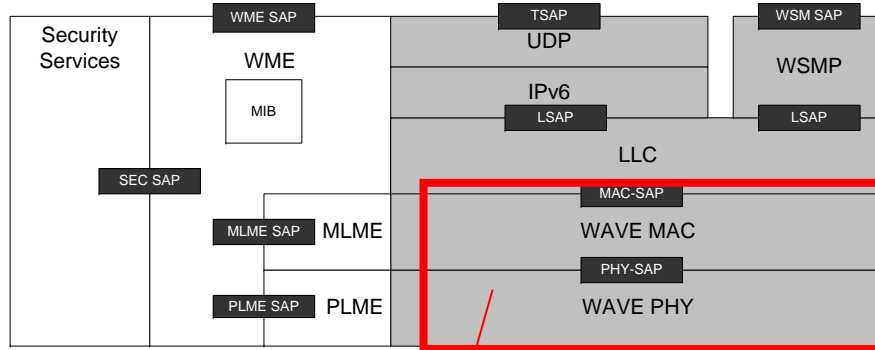 WME SAP
TSAP
WSM SAP
Security
Services
WME
UDP
WSMP
MIB
IPv6
LSAP
LSAP
LLC
SEC SAP
MAC-SAP
MLME SAP
MLME
WAVE MAC
PHY-SAP
PLME SAP
PLME
WAVE PHY